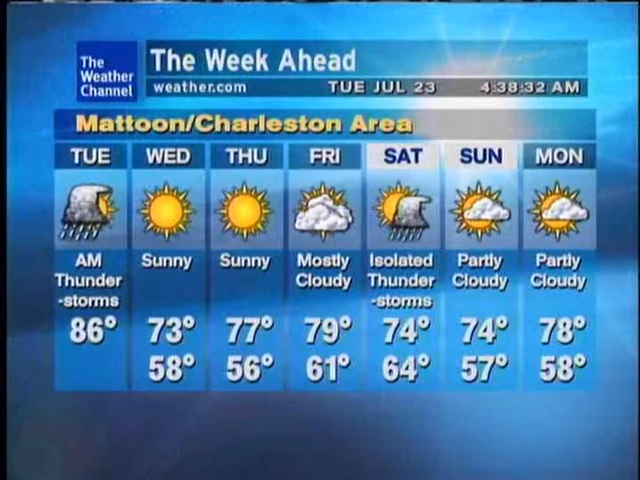 The Weather Channel
The Week Ahead
weather.com TUE JUL 23 4:38:32 AM
Mattoon/Charleston Area
TUE WED THU FRI SAT SUN MON
AM Thunder-storms Sunny Sunny Mostly Cloudy Isolated Thunder-storms Partly Cloudy Partly Cloudy
86° 73° 77° 79° 74° 74° 78°
58° 56° 61° 64° 57° 58°